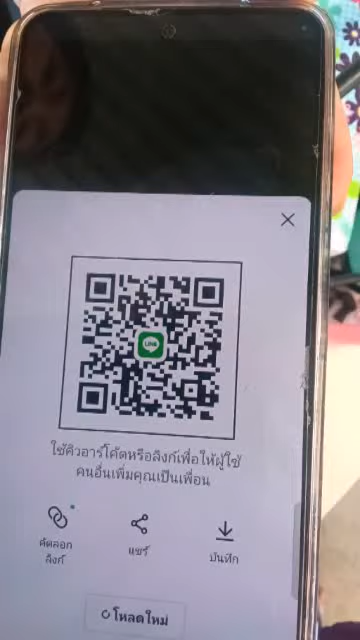 LINE
ใช้คิวอาร์โค้ดหรือลิงก์เพื่อให้ผู้ใช้
คนอื่นเพิ่มคุณเป็นเพื่อน
คัดลอก
ลิงก์
แชร์
บันทึก
โหลดใหม่